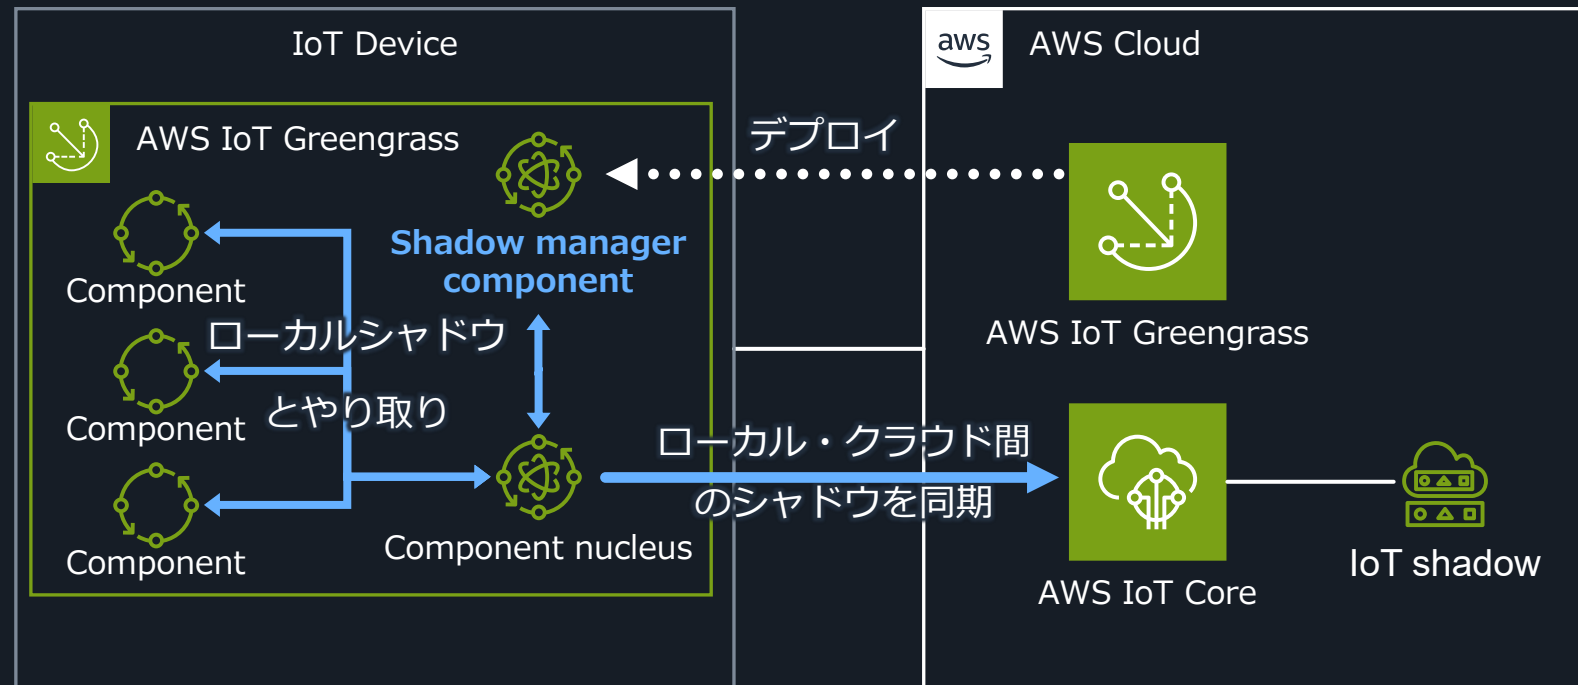 IoT Device
AWS IoT Greengrass
Shadow manager
component
Component
ローカルシャドウ
Component
とやり取り
Component
Component nucleus
デプロイ
ローカル・クラウド間
のシャドウを同期
aws
AWS Cloud
AWS IoT Greengrass
AWS IoT Core
IoT shadow